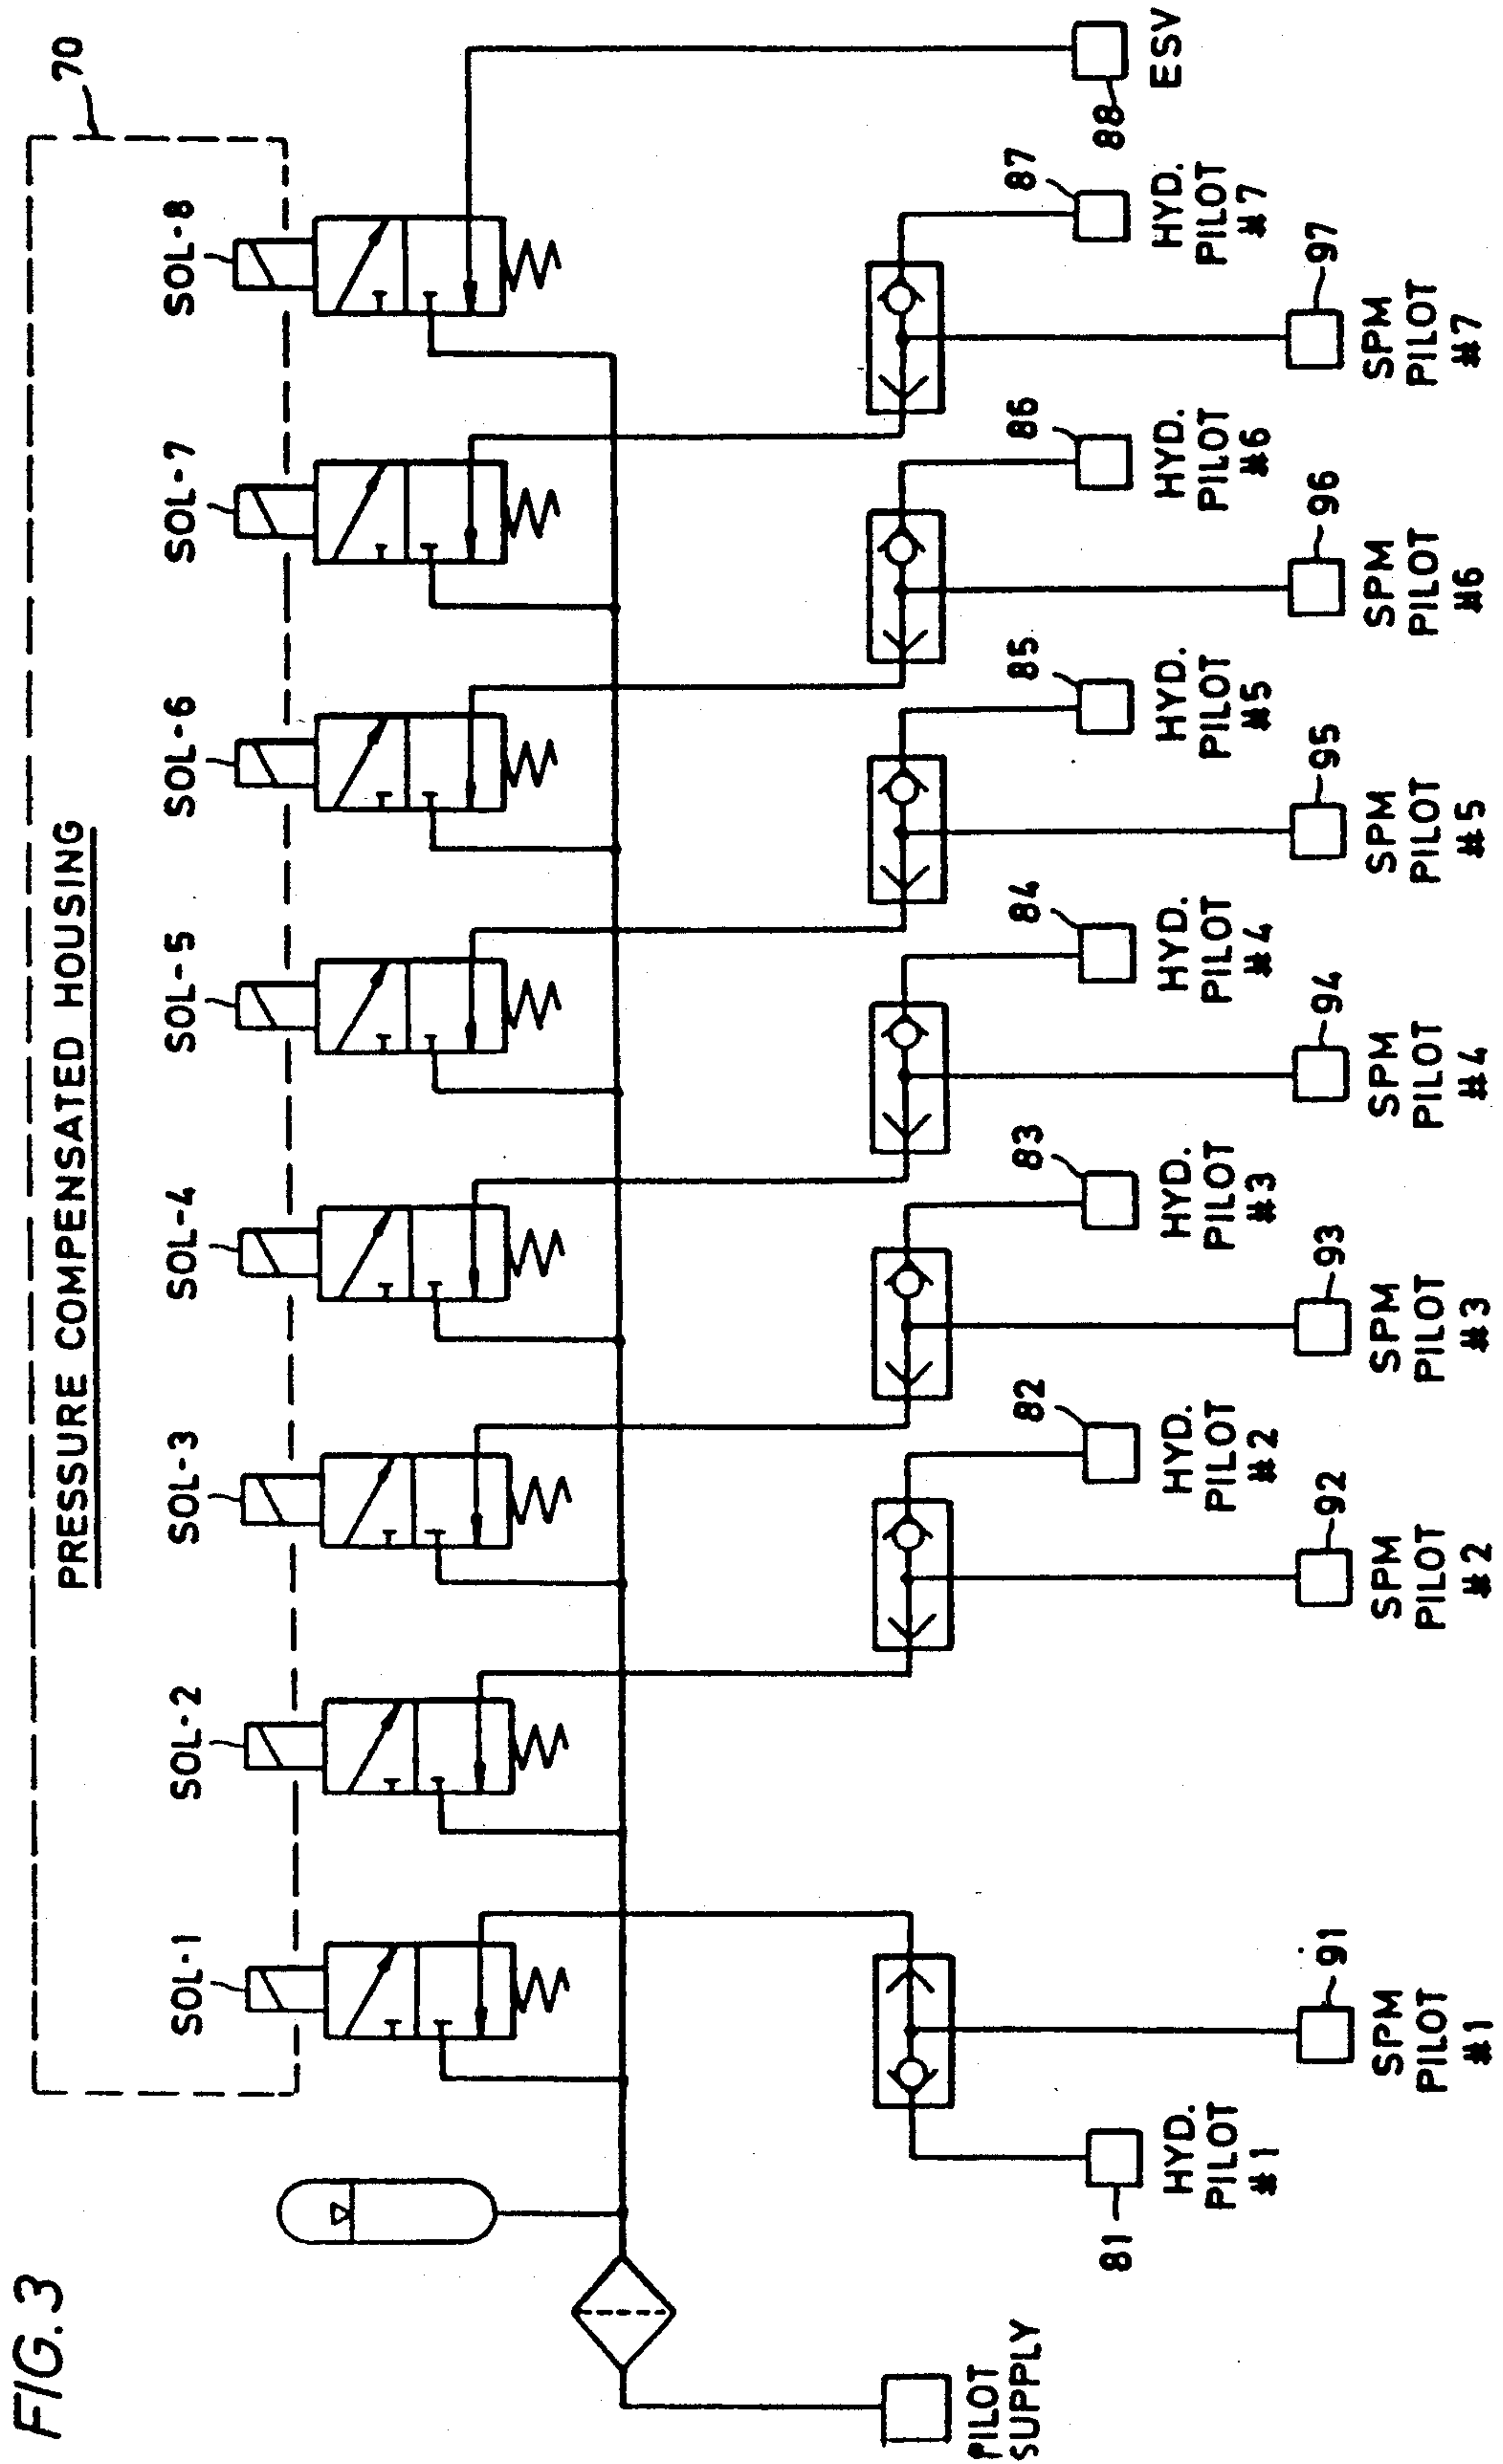 FIG. 3
PRESSURE COMPENSATED HOUSING
70
SOL-1
SOL-2
SOL-3
SOL-4
SOL-5
SOL-6
SOL-7
SOL-8
PILOT
SUPPLY
81
HYD.
PILOT
#1
91
SPM
PILOT
#1
82
HYD.
PILOT
#2
92
SPM
PILOT
#2
83
HYD.
PILOT
#3
93
SPM
PILOT
#3
84
HYD.
PILOT
#4
94
SPM
PILOT
#4
85
HYD.
PILOT
#5
95
SPM
PILOT
#5
86
HYD.
PILOT
#6
96
SPM
PILOT
#6
87
HYD.
PILOT
#7
97
SPM
PILOT
#7
88
ESV